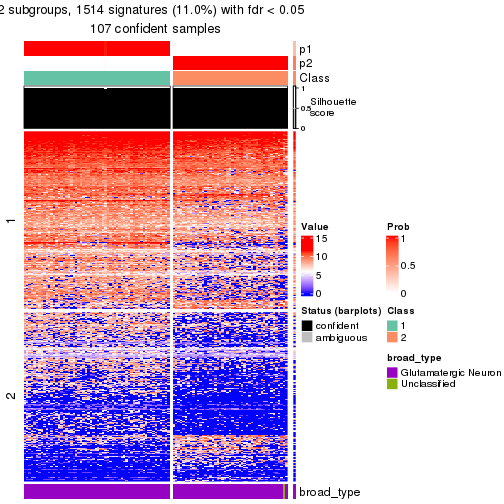 2 subgroups, 1514 signatures (11.0%) with fdr < 0.05
107 confident samples
p1
p2
Class
1
0.5
0
Silhouette
score
1
2
broad_type
Value
15
10
5
0
Prob
1
0.5
0
Status (barplots)
confident
ambiguous
Class
1
2
broad_type
Glutamatergic Neuron
Unclassified